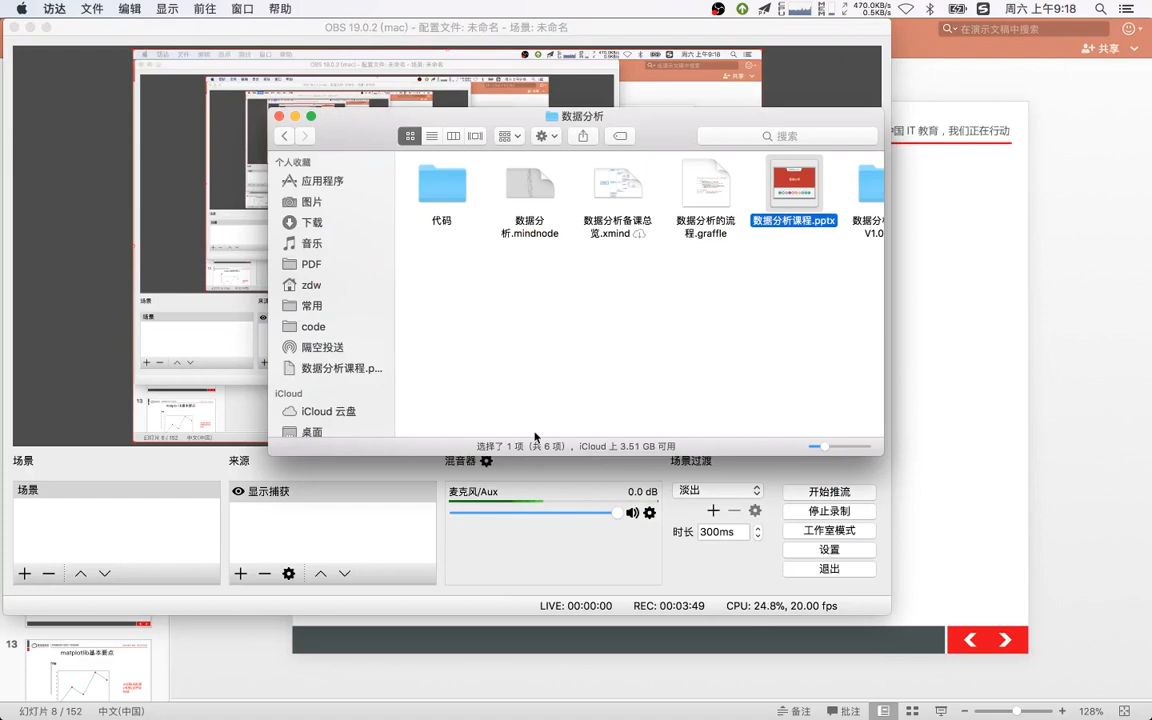 访达 文件 编辑 显示 前往 窗口 帮助
470.0KB/s
0.5KB/s
周六 上午9:18
OBS 19.0.2 (mac) - 配置文件: 未命名 - 场景: 未命名
在演示文稿中搜索
共享
国 IT 教育，我们正在行动
数据分析
搜索
个人收藏
应用程序
图片
下载
音乐
PDF
zdw
常用
code
隔空投送
数据分析课程.p...
iCloud
iCloud 云盘
桌面
代码
数据分
析.mindnode
数据分析备课总
览.xmind
数据分析的流
程.graffle
数据分析课程.pptx
数据分
V1.0
选择了 1 项（共 6 项），iCloud 上 3.51 GB 可用
场景
来源
混音器
场景过渡
场景
显示捕获
麦克风/Aux
0.0 dB
淡出
时长
300ms
开始推流
停止录制
工作室模式
设置
退出
LIVE: 00:00:00
REC: 00:03:49
CPU: 24.8%, 20.00 fps
13
matplotlib基本要点
幻灯片 8 / 152
中文(中国)
备注
批注
128%